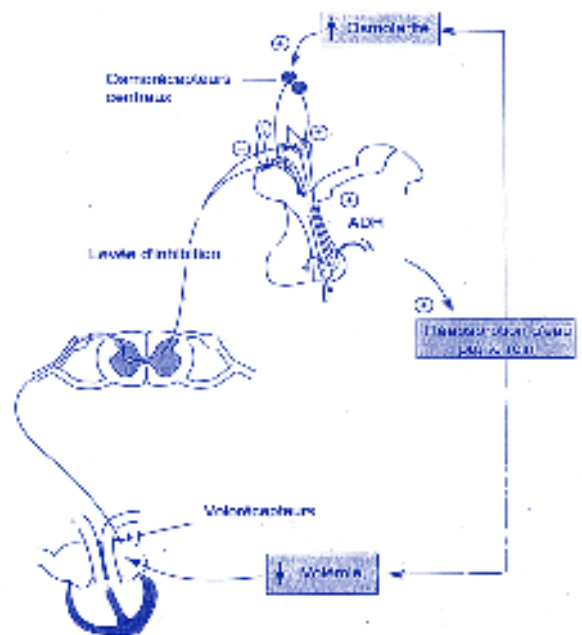 ↑ Osmolarité
Osmorécepteurs
centraux
ADH
Levée d'inhibition
Réabsorption d'eau
par le rein
Volorécepteurs
↓ Volémie